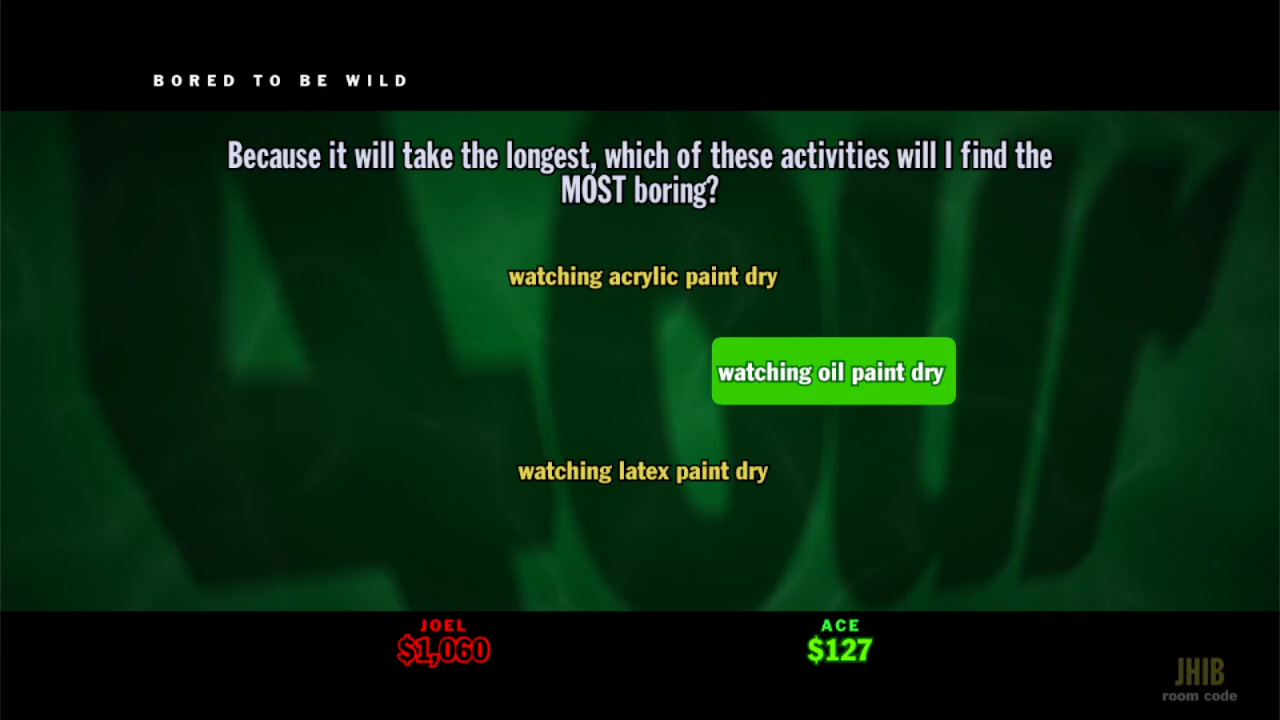 BORED TO BE WILD
Because it will take the longest, which of these activities will I find the
MOST boring?
watching acrylic paint dry
watching oil paint dry
watching latex paint dry
JOEL
$1,060
ACE
$127
JHIB
room code
4our